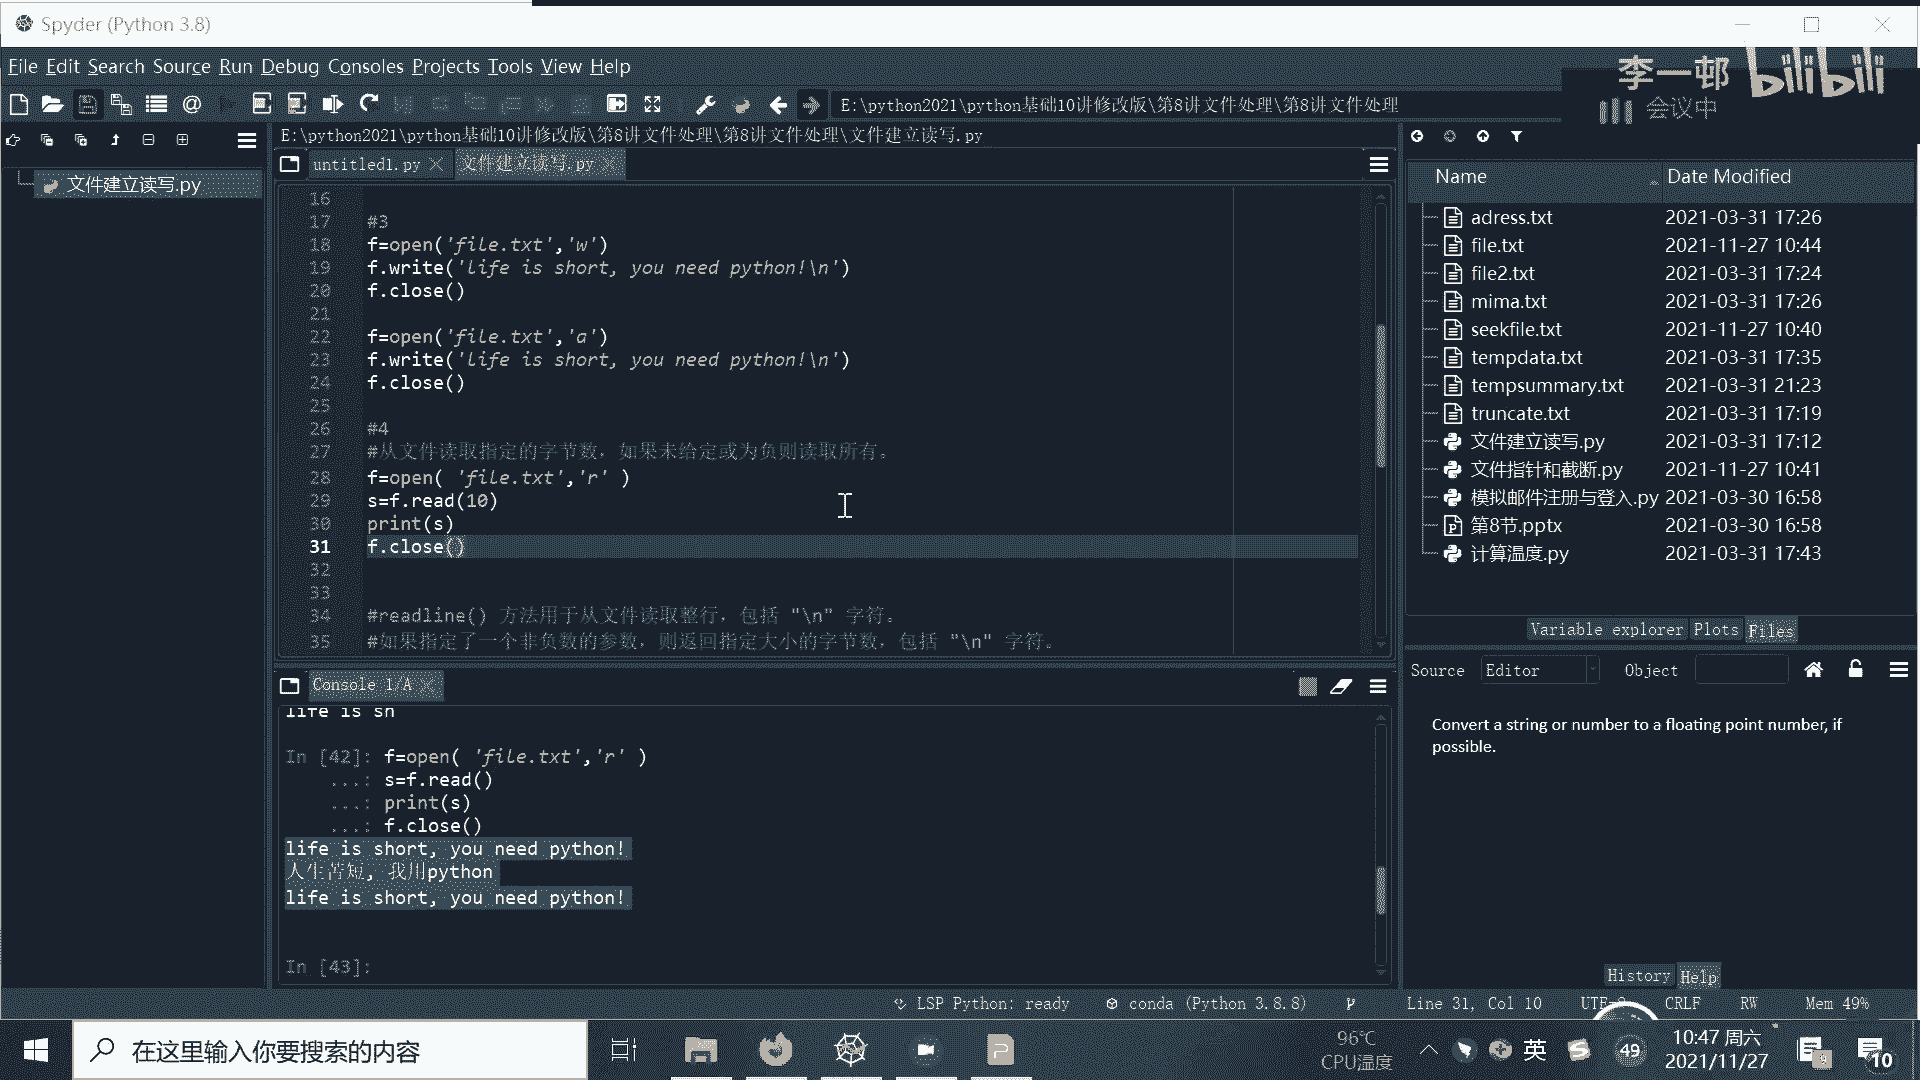 Spyder (Python 3.8)
File Edit Search Source Run Debug Consoles Projects Tools View Help
李一邨
bilibili
会议中
E:\python2021\python基础10讲修改版\第8讲文件处理\第8讲文件处理
E:\python2021\python基础10讲修改版\第8讲文件处理\第8讲文件处理\文件建立读写.py
untitled1.py
文件建立读写.py
文件建立读写.py
16
17 #3
18 f=open('file.txt','w')
19 f.write('life is short, you need python!\n')
20 f.close()
21
22 f=open('file.txt','a')
23 f.write('life is short, you need python!\n')
24 f.close()
25
26 #4
27 #从文件读取指定的字节数，如果未给定或为负则读取所有。
28 f=open( 'file.txt','r' )
29 s=f.read(10)
30 print(s)
31 f.close()
32
33
34 #readline() 方法用于从文件读取整行，包括 "\n" 字符。
35 #如果指定了一个非负数的参数，则返回指定大小的字节数，包括 "\n" 字符。
Name Date Modified
adress.txt 2021-03-31 17:26
file.txt 2021-11-27 10:44
file2.txt 2021-03-31 17:24
mima.txt 2021-03-31 17:26
seekfile.txt 2021-11-27 10:40
tempdata.txt 2021-03-31 17:35
tempsummary.txt 2021-03-31 21:23
truncate.txt 2021-03-31 17:19
文件建立读写.py 2021-03-31 17:12
文件指针和截断.py 2021-11-27 10:41
模拟邮件注册与登入.py 2021-03-30 16:58
第8节.pptx 2021-03-30 16:58
计算温度.py 2021-03-31 17:43
Variable explorer Plots Files
Source Editor Object
Convert a string or number to a floating point number, if
possible.
History Help
Console 1/A
life is sh
In [42]: f=open( 'file.txt','r' )
...: s=f.read()
...: print(s)
...: f.close()
life is short, you need python!
人生苦短, 我用python
life is short, you need python!
In [43]:
LSP Python: ready conda (Python 3.8.8) Line 31, Col 10 UTF-8 CRLF RW Mem 49%
在这里输入你要搜索的内容
96℃
CPU温度
英
49
10:47 周六
2021/11/27
9
10